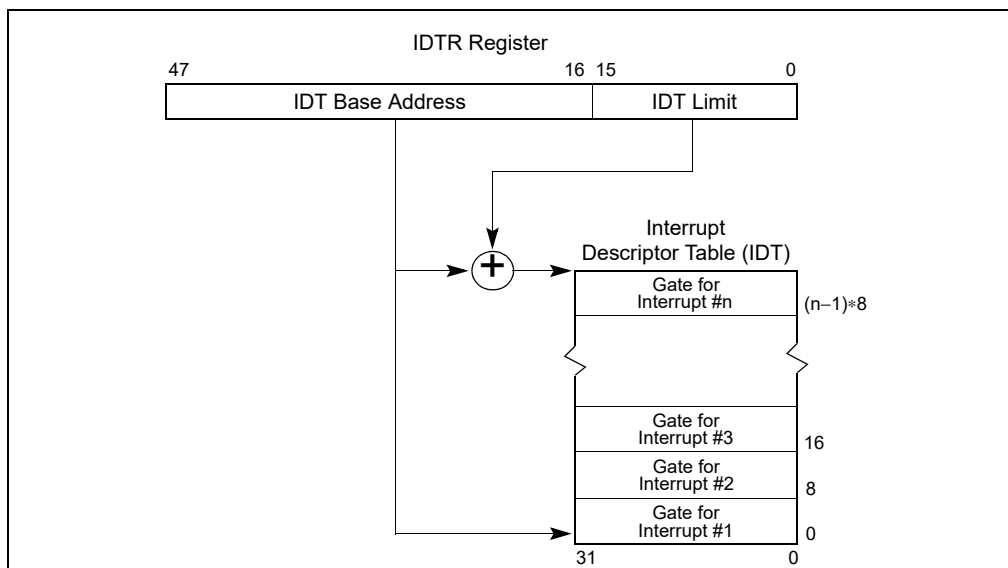 IDTR Register
47 16 15 0
IDT Base Address IDT Limit
+
Interrupt
Descriptor Table (IDT)
Gate for
Interrupt #n
(n–1)∗8
Gate for
Interrupt #3
16
Gate for
Interrupt #2
8
Gate for
Interrupt #1
0
31 0